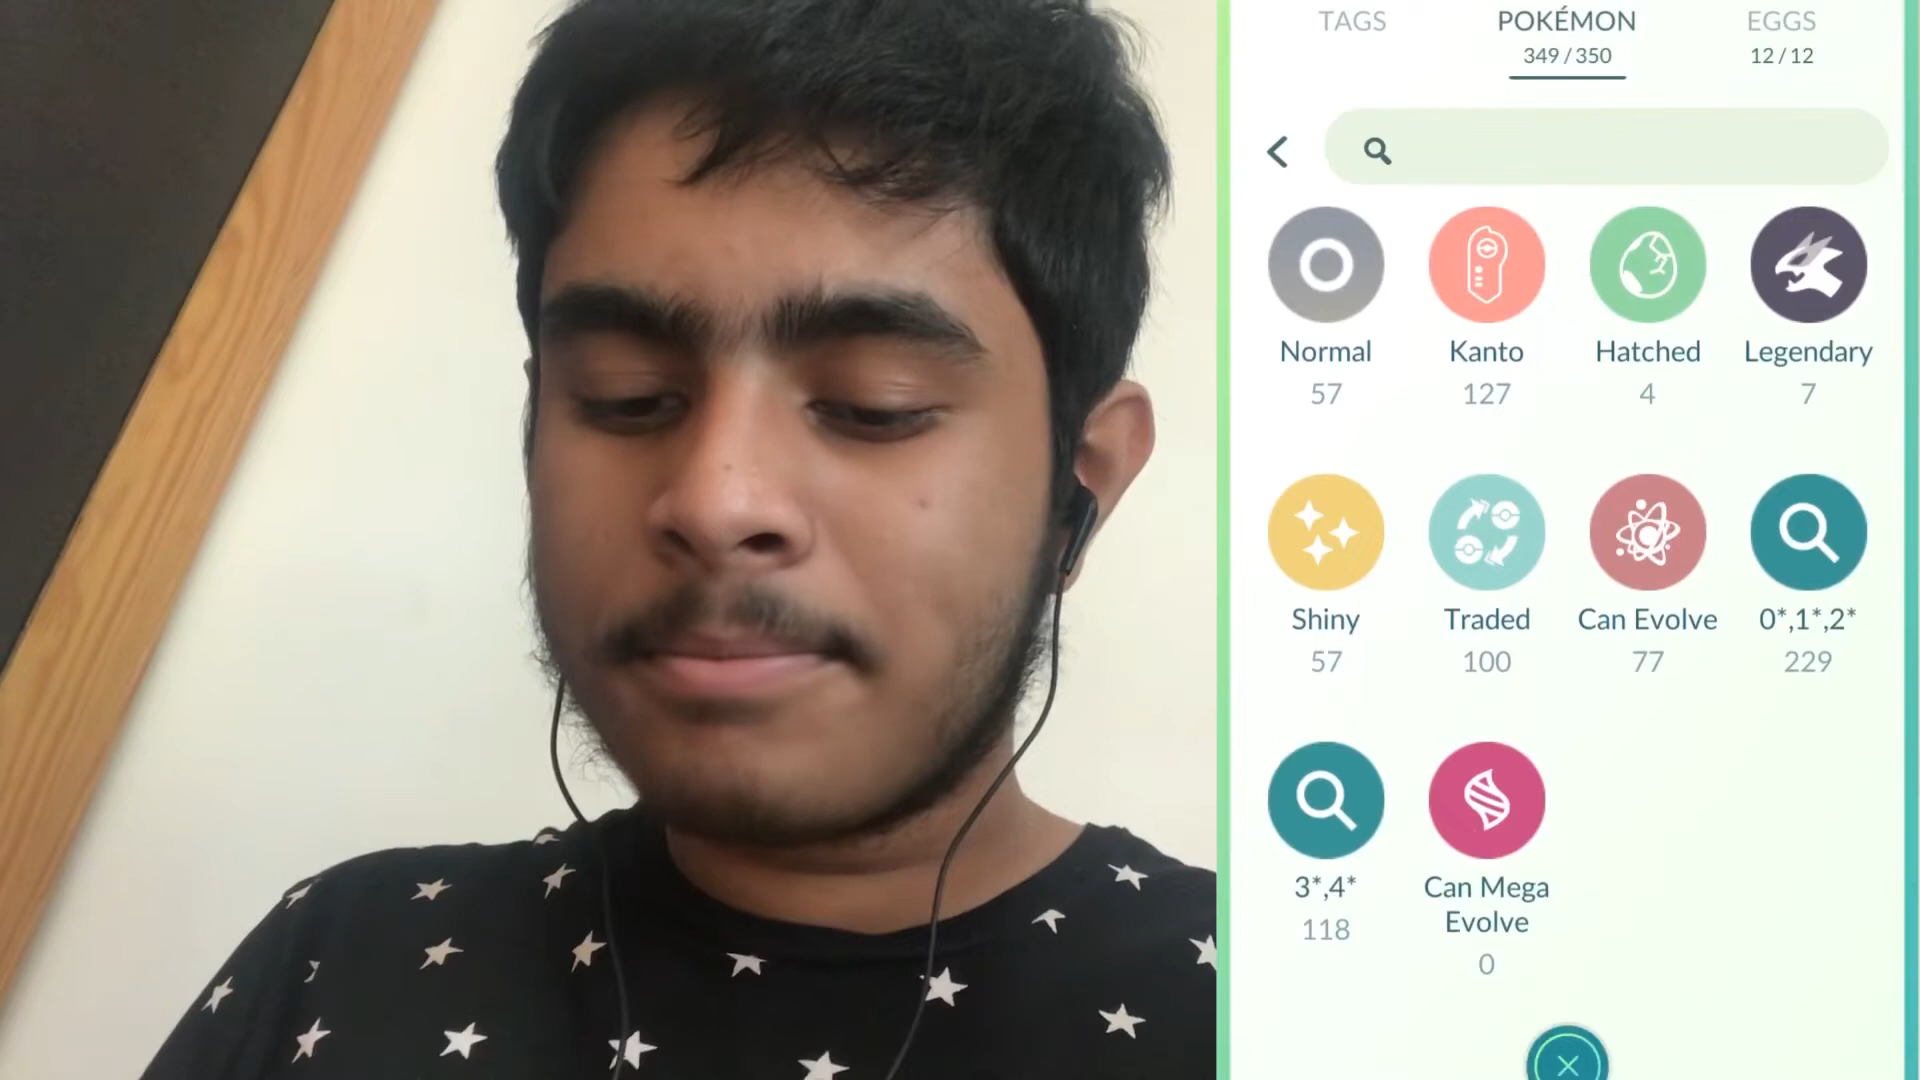 TAGS POKÉMON EGGS
349 / 350 12 / 12
Normal Kanto Hatched Legendary
57 127 4 7
Shiny Traded Can Evolve 0*,1*,2*
57 100 77 229
3*,4* Can Mega
Evolve
118
0